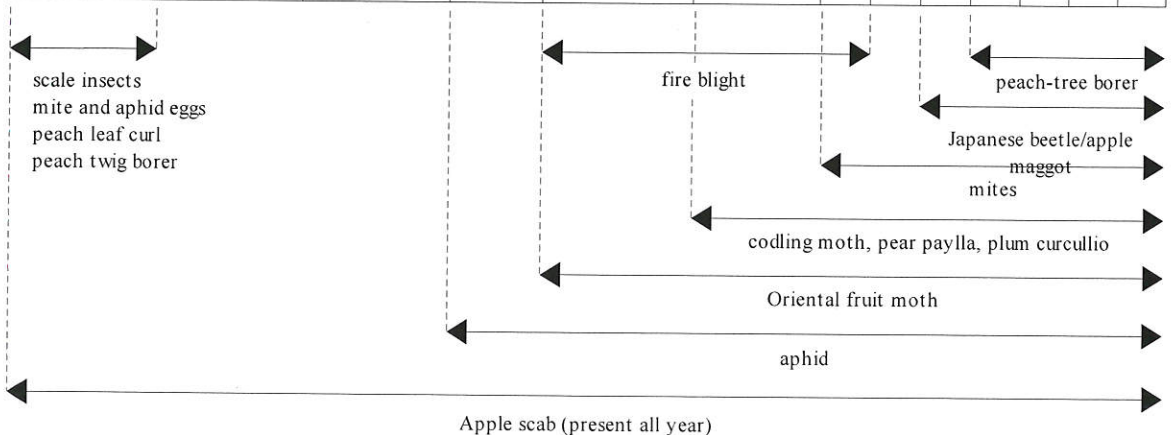 scale insects
mite and aphid eggs
peach leaf curl
peach twig borer
fire blight
peach-tree borer
Japanese beetle/apple
maggot
mites
codling moth, pear paylla, plum curcullio
Oriental fruit moth
aphid
Apple scab (present all year)